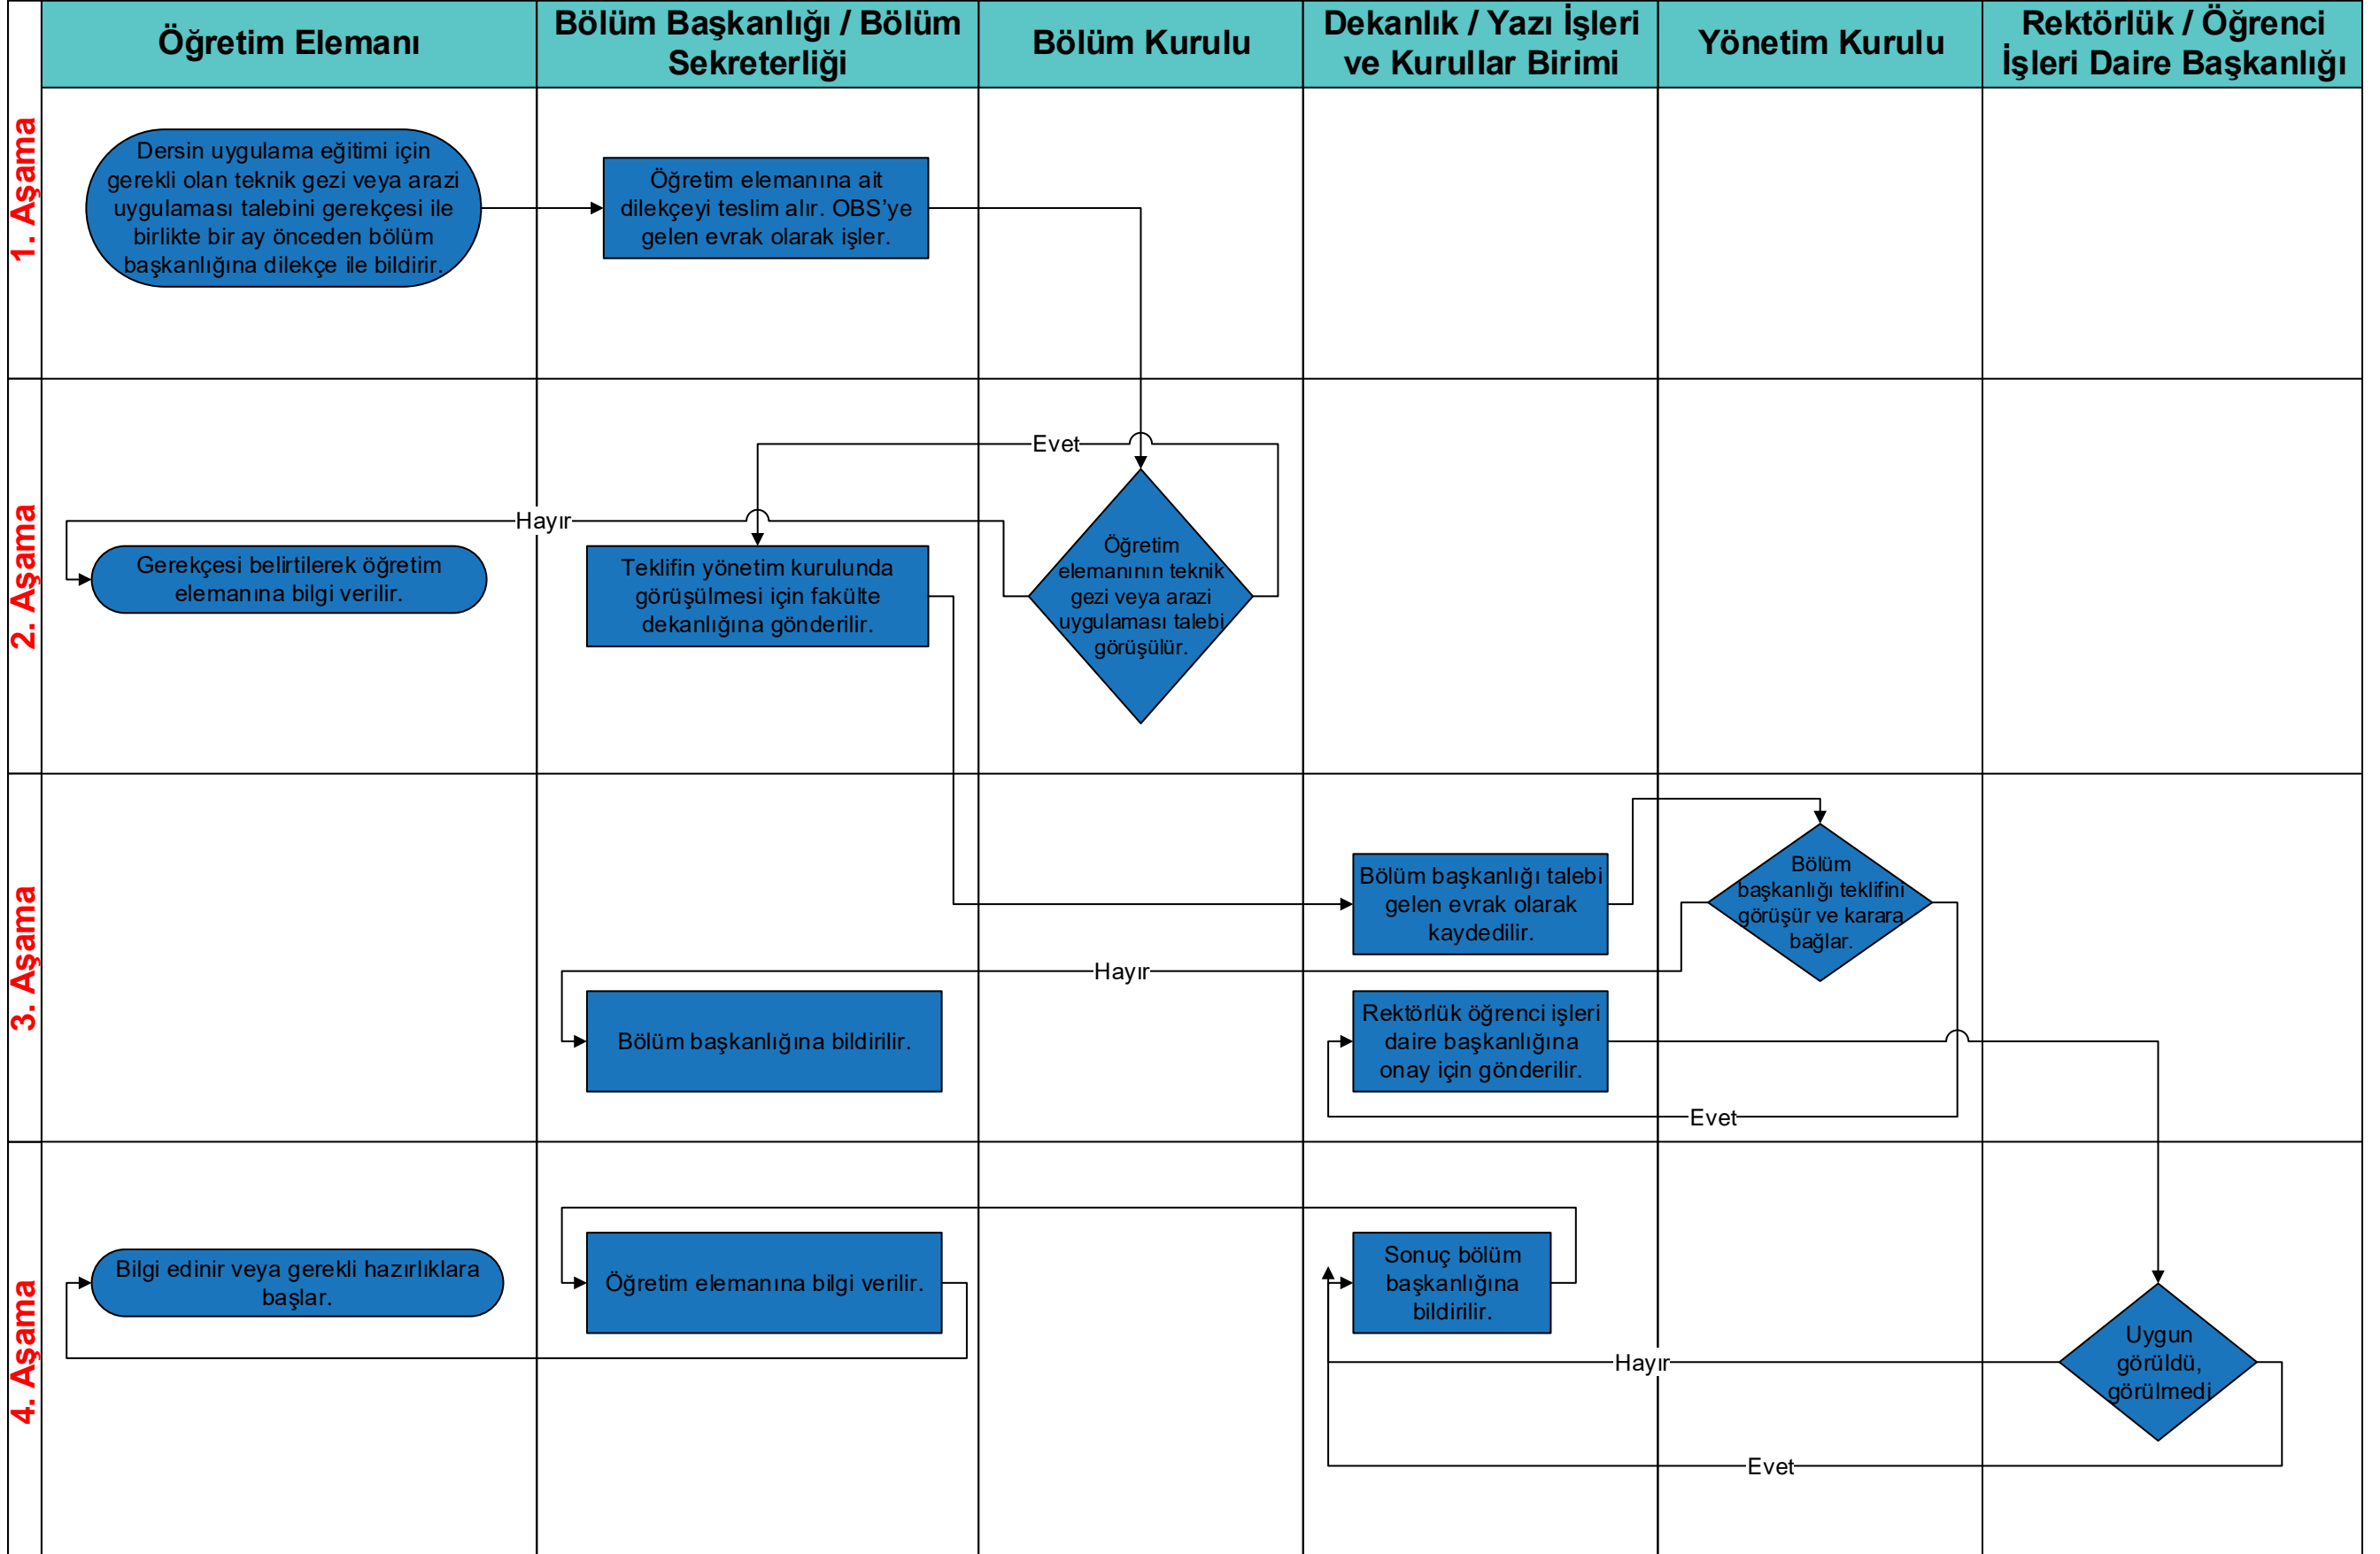 Öğretim Elemanı
Bölüm Başkanlığı / Bölüm
Sekreterliği
Bölüm Kurulu
Dekanlık / Yazı İşleri
ve Kurullar Birimi
Yönetim Kurulu
Rektörlük / Öğrenci
İşleri Daire Başkanlığı
1. Aşama
Dersin uygulama eğitimi için
gerekli olan teknik gezi veya arazi
uygulaması talebini gerekçesi ile
birlikte bir ay önceden bölüm
başkanlığına dilekçe ile bildirir.
Öğretim elemanına ait
dilekçeyi teslim alır. OBS’ye
gelen evrak olarak işler.
2. Aşama
Evet
Hayır
Gerekçesi belirtilerek öğretim
elemanına bilgi verilir.
Teklifin yönetim kurulunda
görüşülmesi için fakülte
dekanlığına gönderilir.
Öğretim
elemanının teknik
gezi veya arazi
uygulaması talebi
görüşülür.
3. Aşama
Bölüm başkanlığı talebi
gelen evrak olarak
kaydedilir.
Bölüm
başkanlığı teklifini
görüşür ve karara
bağlar.
Hayır
Bölüm başkanlığına bildirilir.
Rektörlük öğrenci işleri
daire başkanlığına
onay için gönderilir.
Evet
4. Aşama
Bilgi edinir veya gerekli hazırlıklara
başlar.
Öğretim elemanına bilgi verilir.
Sonuç bölüm
başkanlığına
bildirilir.
Uygun
görüldü,
görülmedi
Hayır
Evet